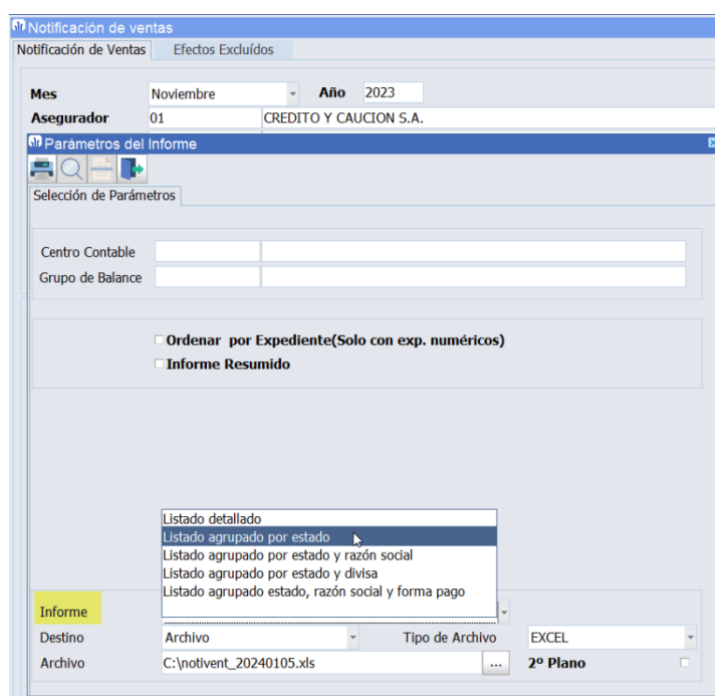 Notificación de ventas
Notificación de Ventas Efectos Excluídos
Mes Noviembre Año 2023
Asegurador 01 CREDITO Y CAUCION S.A.
Parámetros del Informe
Selección de Parámetros
Centro Contable
Grupo de Balance
Ordenar por Expediente(Solo con exp. numéricos)
Informe Resumido
Listado detallado
Listado agrupado por estado
Listado agrupado por estado y razón social
Listado agrupado por estado y divisa
Listado agrupado estado, razón social y forma pago
Informe
Destino Archivo Tipo de Archivo EXCEL
Archivo C:\notivent_20240105.xls ... 2º Plano